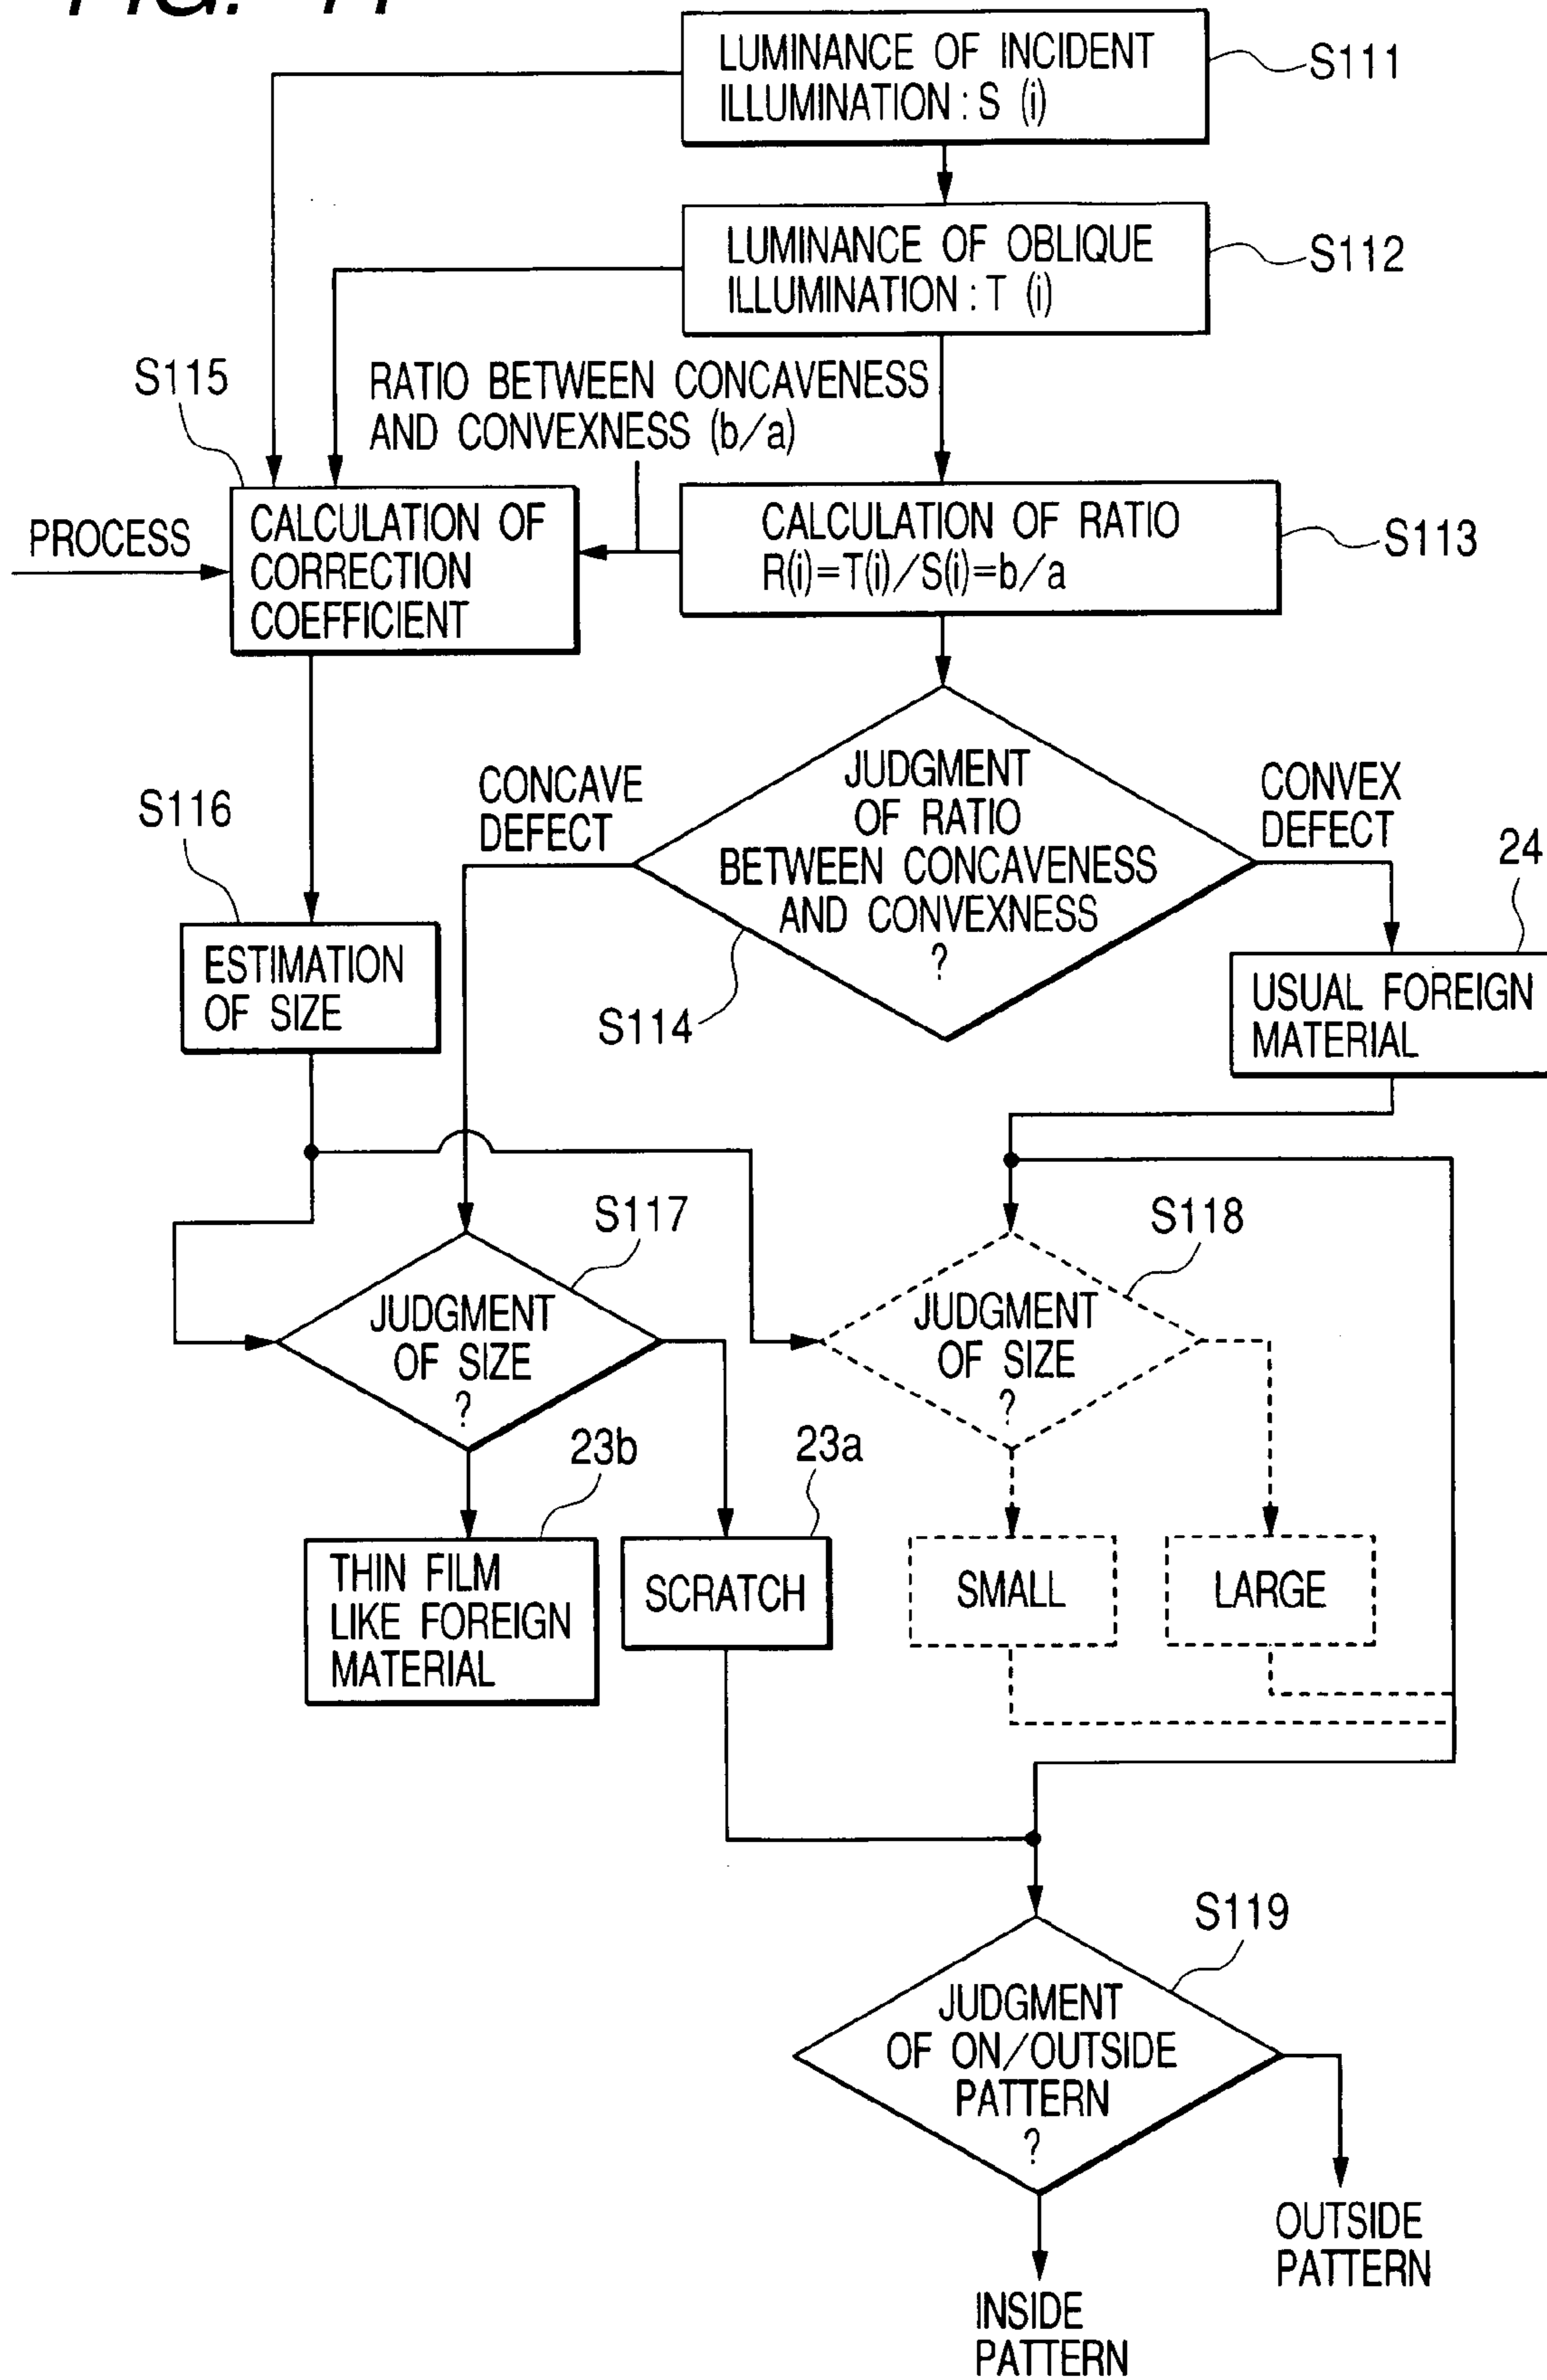 FIG. 11
LUMINANCE OF INCIDENT
ILLUMINATION : S (i)
S111
LUMINANCE OF OBLIQUE
ILLUMINATION : T (i)
S112
S115
RATIO BETWEEN CONCAVENESS
AND CONVEXNESS (b/a)
PROCESS
CALCULATION OF
CORRECTION
COEFFICIENT
CALCULATION OF RATIO
R(i)=T(i)/S(i)=b/a
S113
S116
CONCAVE
DEFECT
JUDGMENT
OF RATIO
BETWEEN CONCAVENESS
AND CONVEXNESS
?
CONVEX
DEFECT
24
ESTIMATION
OF SIZE
S114
USUAL FOREIGN
MATERIAL
S117
S118
JUDGMENT
OF SIZE
?
JUDGMENT
OF SIZE
?
23b
23a
THIN FILM
LIKE FOREIGN
MATERIAL
SCRATCH
SMALL
LARGE
S119
JUDGMENT
OF ON/OUTSIDE
PATTERN
?
OUTSIDE
PATTERN
INSIDE
PATTERN